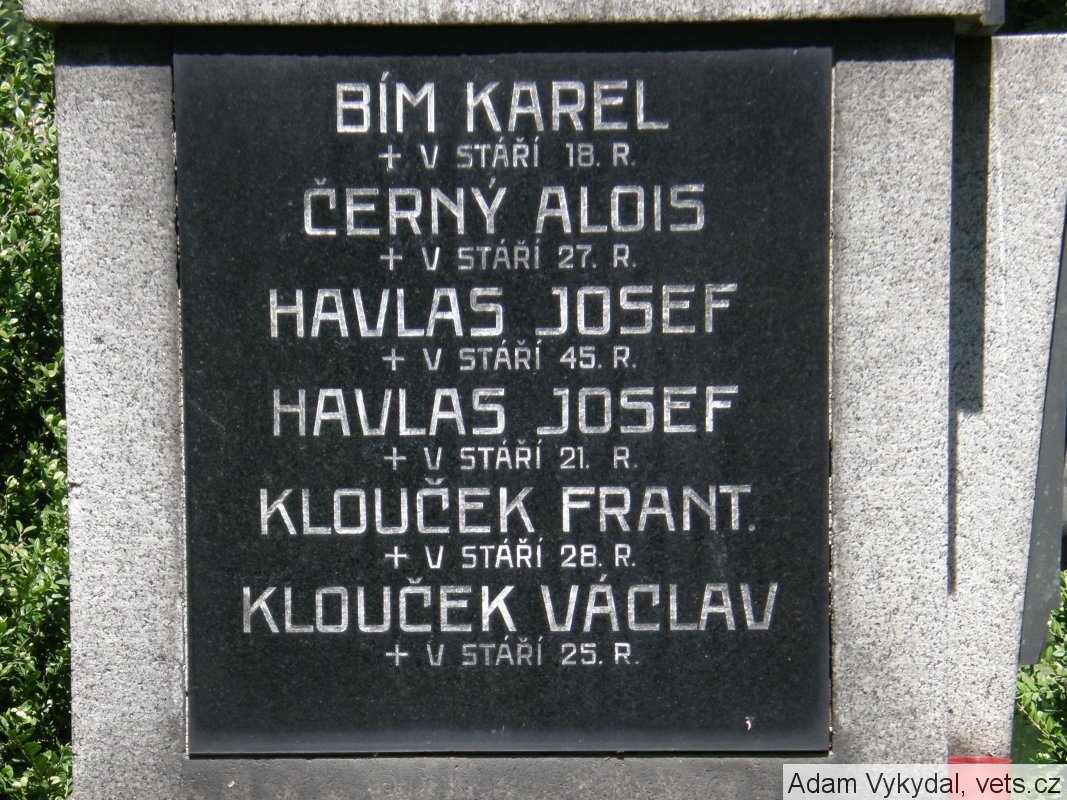 BÍM KAREL
+ V STÁŘÍ 18. R.
ČERNÝ ALOIS
+ V STÁŘÍ 27. R.
HAVLAS JOSEF
+ V STÁŘÍ 45. R.
HAVLAS JOSEF
+ V STÁŘÍ 21. R.
KLOUČEK FRANT.
+ V STÁŘÍ 28. R.
KLOUČEK VÁCLAV
+ V STÁŘÍ 25. R.
Adam Vykydal, vets.cz